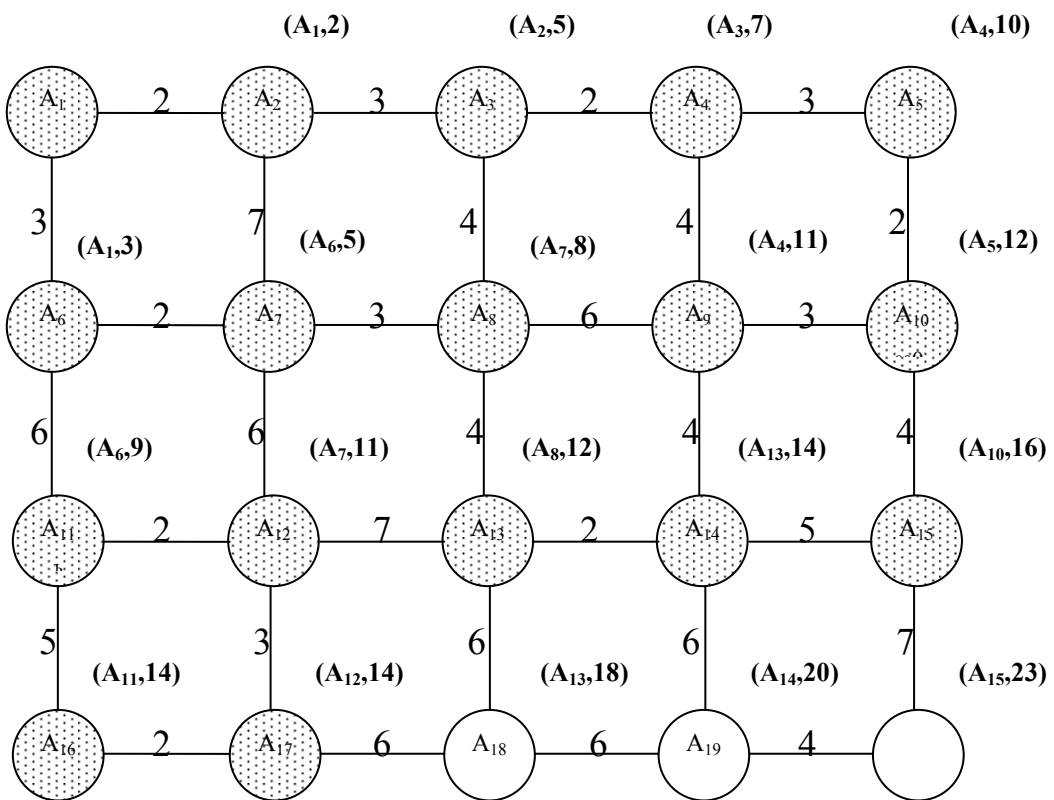 (A₁,2) (A₂,5) (A₃,7) (A₄,10)
A₁ 2 A₂ 3 A₃ 2 A₄ 3 A₅
3 7 4 4 2
(A₁,3) (A₆,5) (A₇,8) (A₄,11) (A₅,12)
A₆ 2 A₇ 3 A₈ 6 A₉ 3 A₁₀
6 6 4 4 4
(A₆,9) (A₇,11) (A₈,12) (A₁₃,14) (A₁₀,16)
A₁₁ 2 A₁₂ 7 A₁₃ 2 A₁₄ 5 A₁₅
5 3 6 6 7
(A₁₁,14) (A₁₂,14) (A₁₃,18) (A₁₄,20) (A₁₅,23)
A₁₆ 2 A₁₇ 6 A₁₈ 6 A₁₉ 4